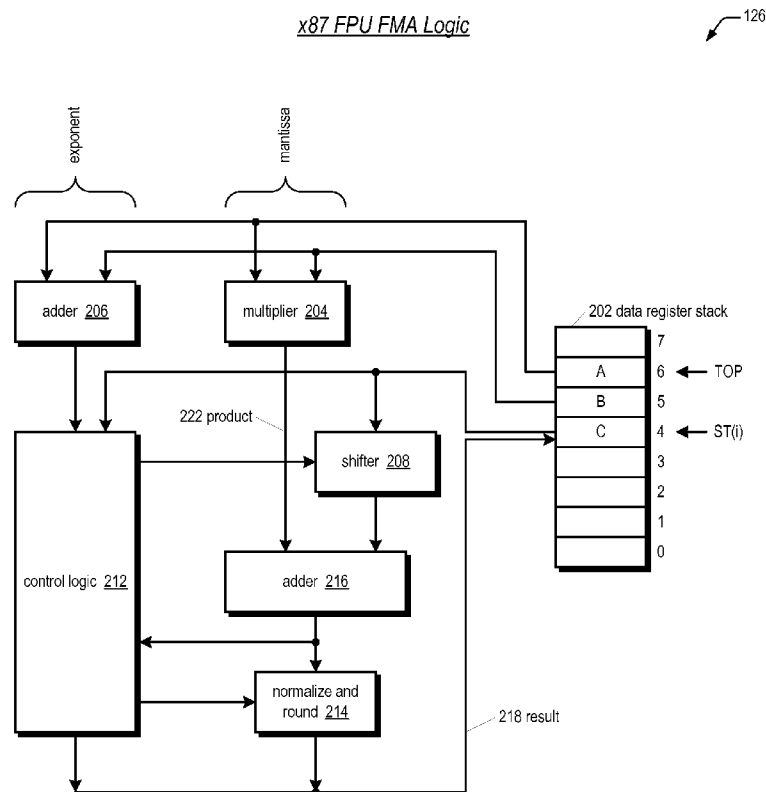 x87 FPU FMA Logic
126
exponent
mantissa
adder 206
multiplier 204
202 data register stack
7
A 6 TOP
B 5
C 4 ST(i)
3
2
1
0
222 product
shifter 208
control logic 212
adder 216
normalize and
round 214
218 result